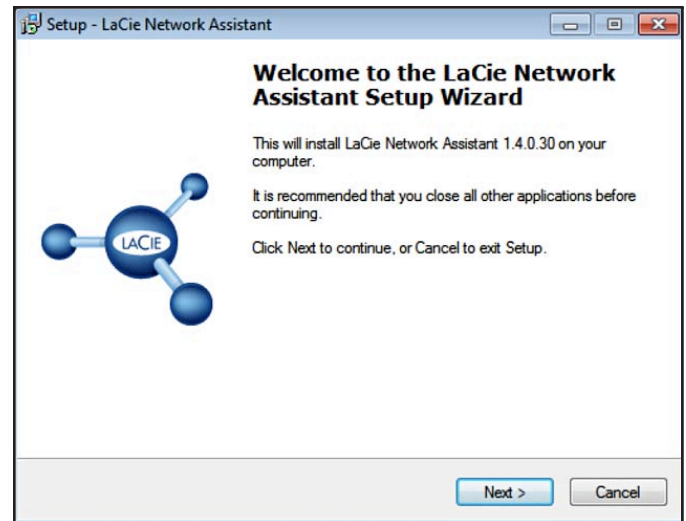 Setup - LaCie Network Assistant
Welcome to the LaCie Network
Assistant Setup Wizard
This will install LaCie Network Assistant 1.4.0.30 on your
computer.
It is recommended that you close all other applications before
continuing.
Click Next to continue, or Cancel to exit Setup.
LACIE
Next >
Cancel